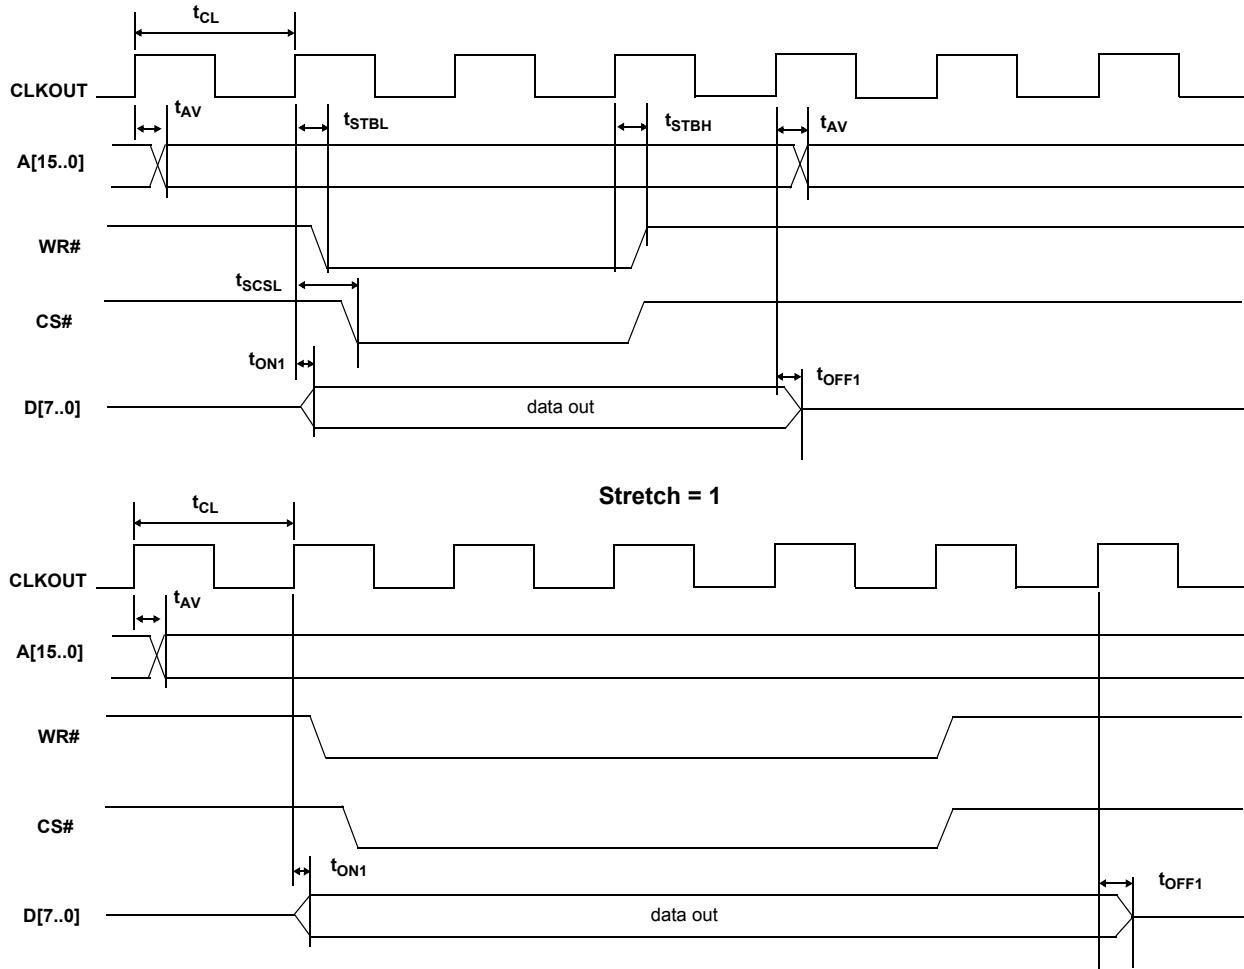 tCL
CLKOUT
tAV
tSTBL
tSTBH
tAV
A[15..0]
WR#
tSCSL
CS#
tON1
tOFF1
D[7..0]
data out
Stretch = 1
tCL
CLKOUT
tAV
A[15..0]
WR#
CS#
tON1
tOFF1
D[7..0]
data out